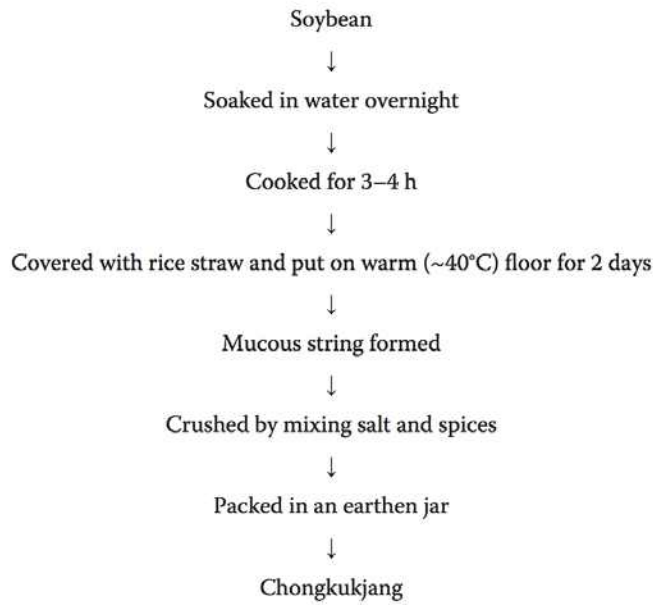 Soybean
↓
Soaked in water overnight
↓
Cooked for 3–4 h
↓
Covered with rice straw and put on warm (~40°C) floor for 2 days
↓
Mucous string formed
↓
Crushed by mixing salt and spices
↓
Packed in an earthen jar
↓
Chongkukjang